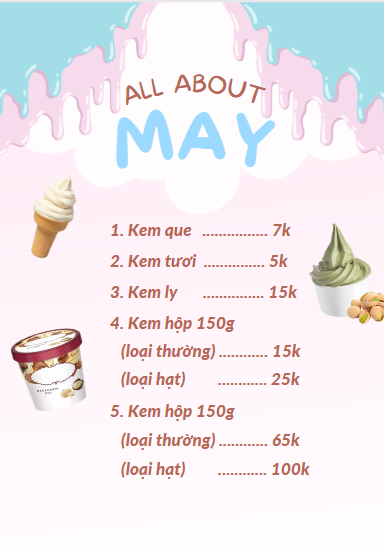 ALL ABOUT
MAY
1. Kem que ................ 7k
2. Kem tươi ............... 5k
3. Kem ly ............... 15k
4. Kem hộp 150g
(loại thường) ............ 15k
(loại hạt) ............ 25k
5. Kem hộp 150g
(loại thường) ............ 65k
(loại hạt) ............ 100k